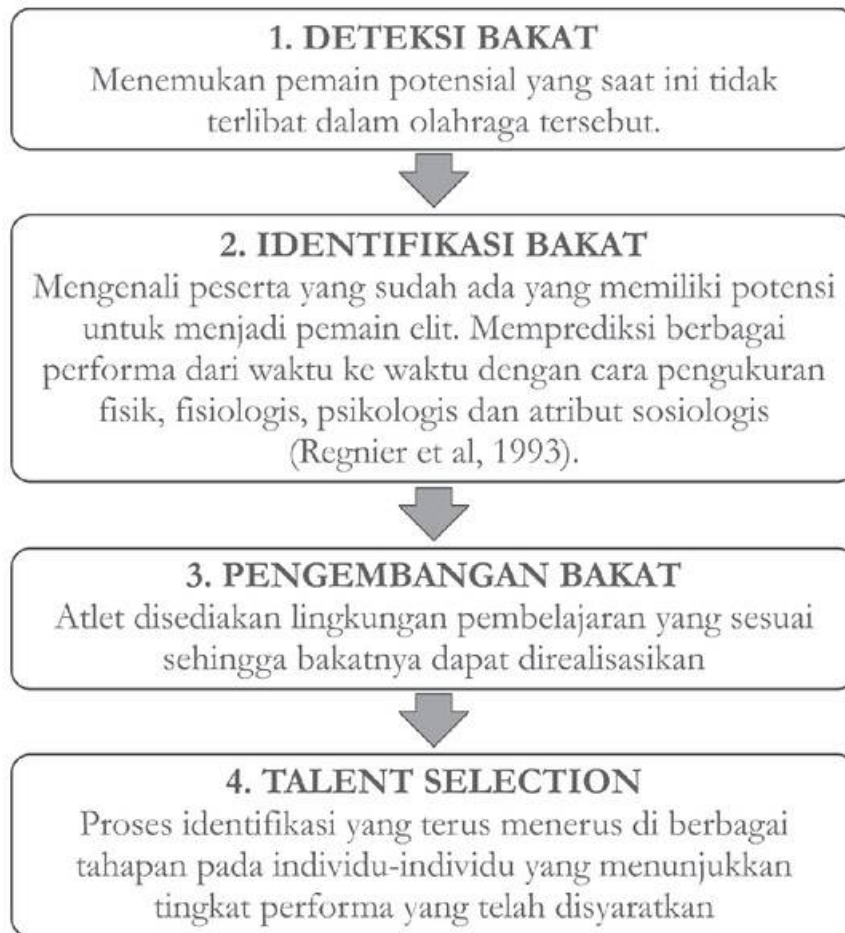 1. DETEKSI BAKAT
Menemukan pemain potensial yang saat ini tidak
terlibat dalam olahraga tersebut.
2. IDENTIFIKASI BAKAT
Mengenali peserta yang sudah ada yang memiliki potensi
untuk menjadi pemain elit. Memprediksi berbagai
performa dari waktu ke waktu dengan cara pengukuran
fisik, fisiologis, psikologis dan atribut sosiologis
(Regnier et al, 1993).
3. PENGEMBANGAN BAKAT
Atlet disediakan lingkungan pembelajaran yang sesuai
sehingga bakatnya dapat direalisasikan
4. TALENT SELECTION
Proses identifikasi yang terus menerus di berbagai
tahapan pada individu-individu yang menunjukkan
tingkat performa yang telah disyaratkan